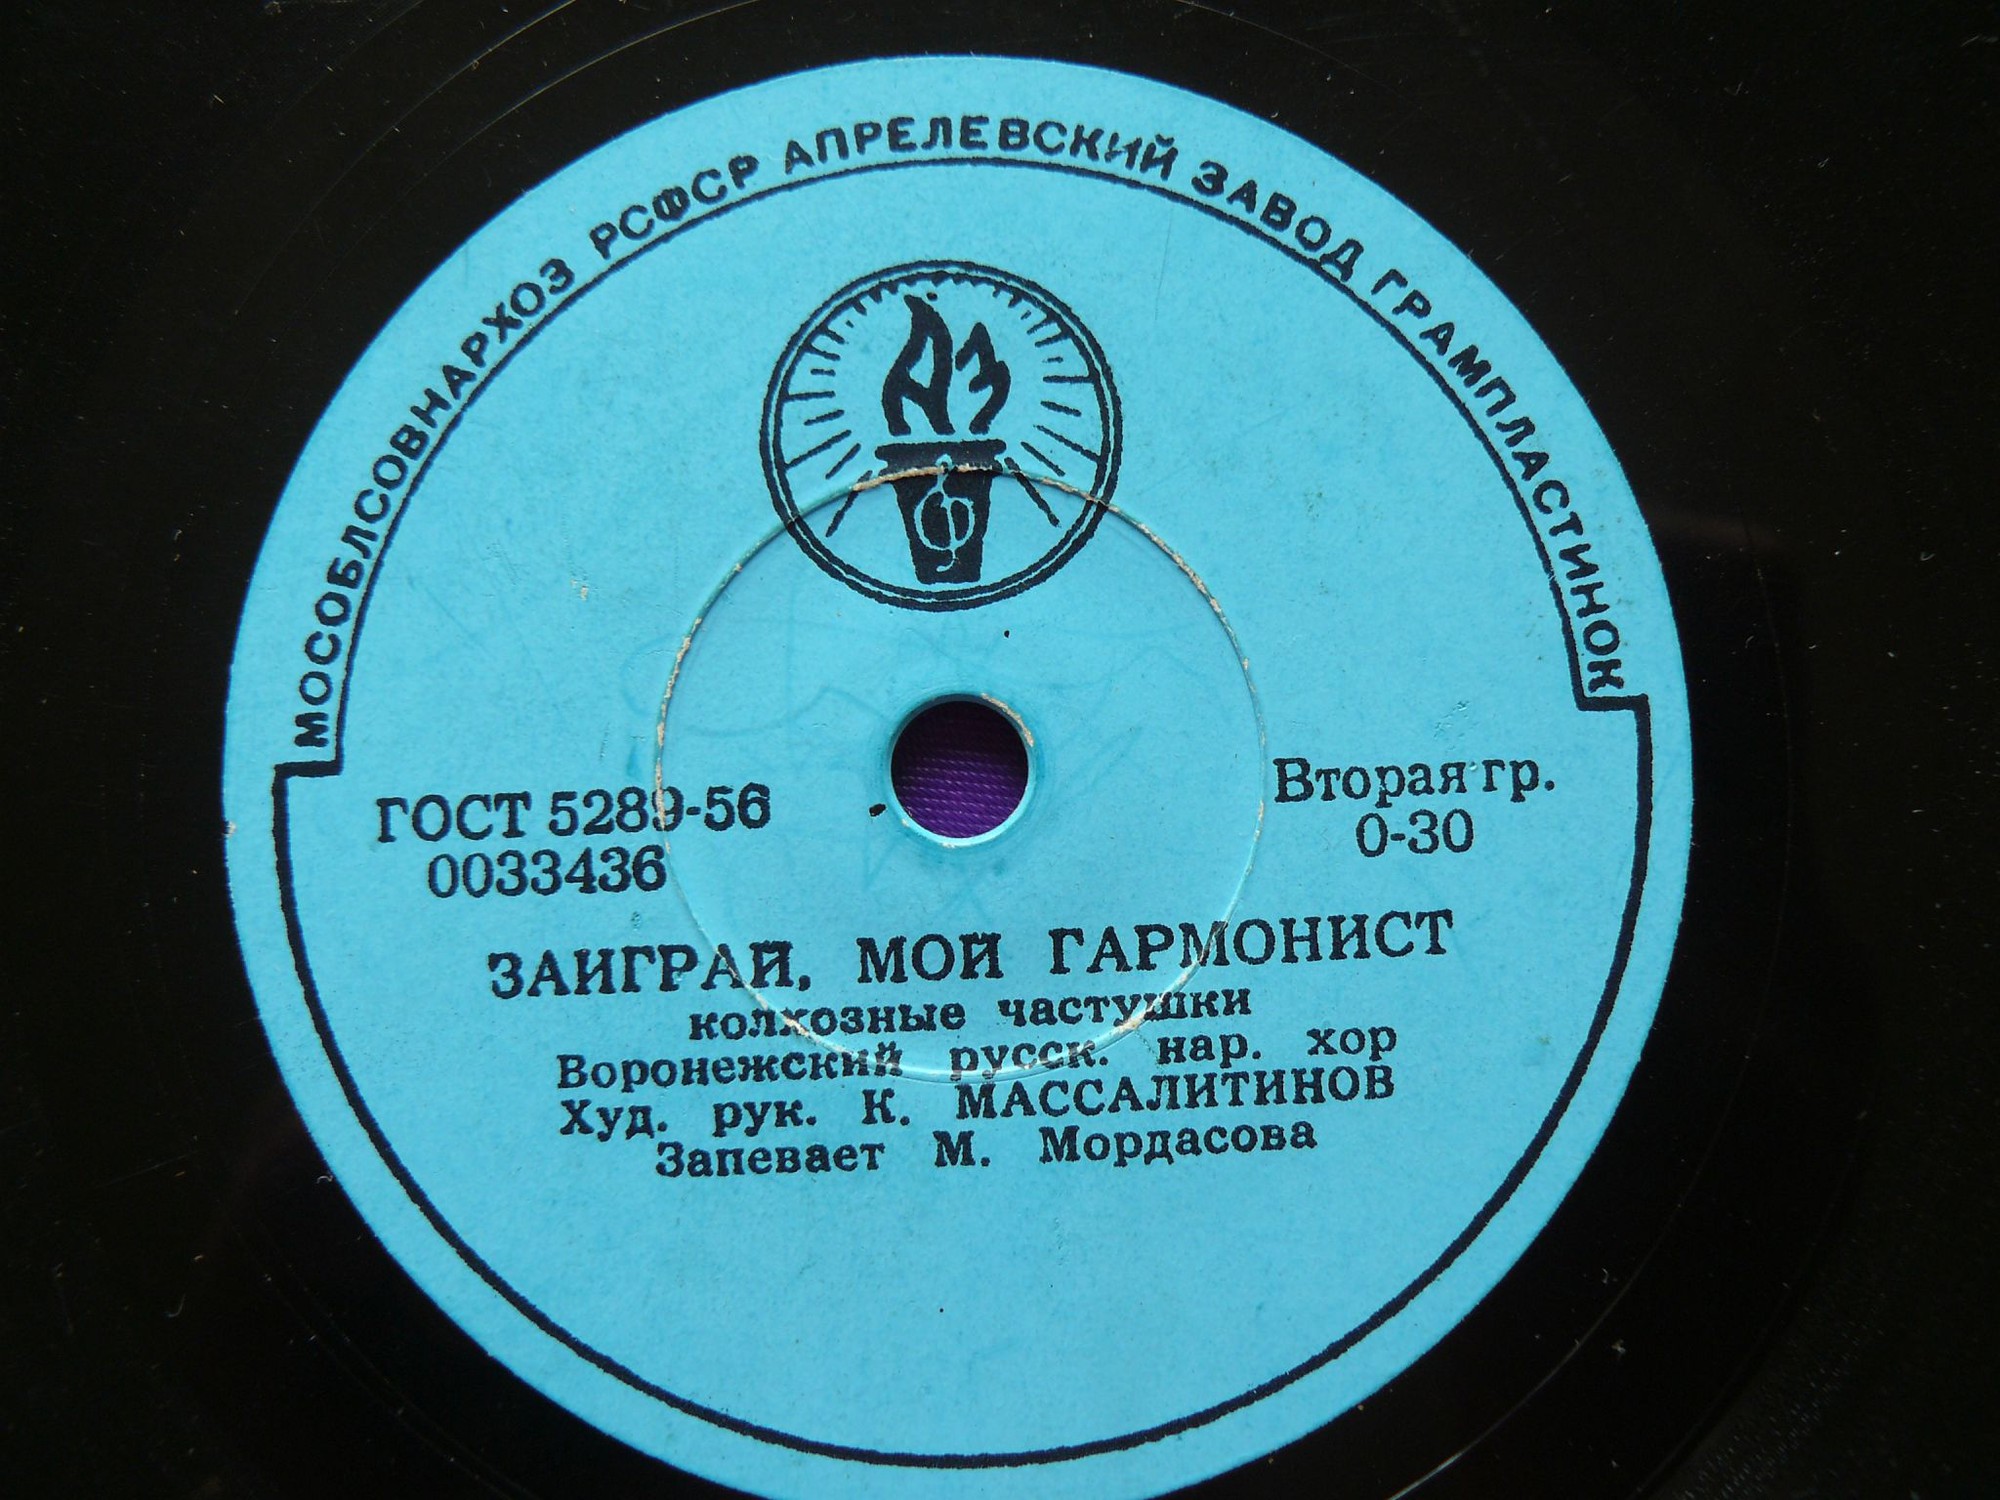 МОСОБЛСОВНАРХОЗ РСФСР АПРЕЛЕВСКИЙ ЗАВОД ГРАМПЛАСТИНОК
АЗ
Ф
ГОСТ 5289-56
0033436
Вторая гр.
0-30
ЗАИГРАЙ, МОЙ ГАРМОНИСТ
колхозные частушки
Воронежский русск. нар. хор
Худ. рук. К. МАССАЛИТИНОВ
Запевает М. Мордасова